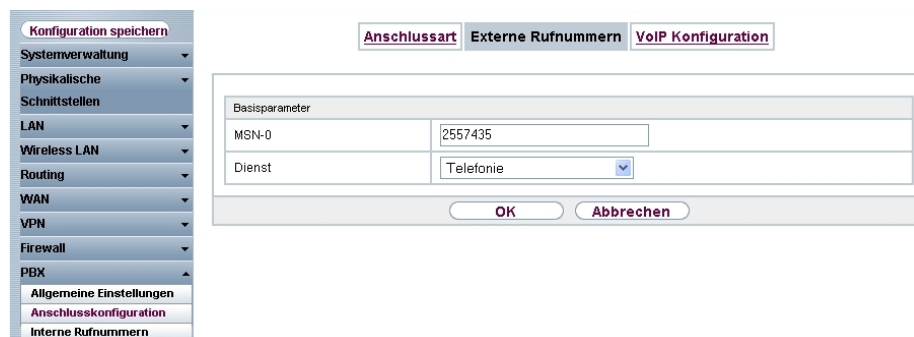 Konfiguration speichern
Systemverwaltung
Physikalische
Schnittstellen
LAN
Wireless LAN
Routing
WAN
VPN
Firewall
PBX
Allgemeine Einstellungen
Anschlusskonfiguration
Interne Rufnummern
Anschlussart Externe Rufnummern VoIP Konfiguration
Basisparameter
MSN-0 2557435
Dienst Telefonie
OK Abbrechen